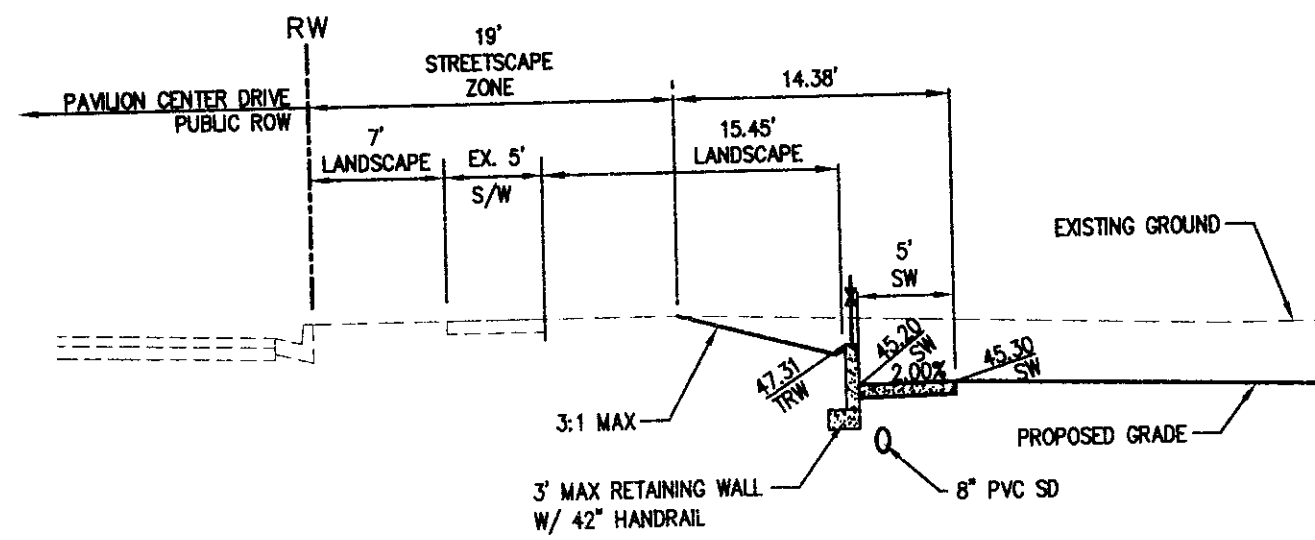 RW
19'
STREETSCAPE
ZONE
14.38'
PAVILION CENTER DRIVE
PUBLIC ROW
7'
LANDSCAPE
EX. 5'
S/W
15.45'
LANDSCAPE
EXISTING GROUND
5'
SW
45.20
SW
2.00%
45.30
SW
47.31
TRW
3:1 MAX
PROPOSED GRADE
3' MAX RETAINING WALL
W/ 42" HANDRAIL
8" PVC SD